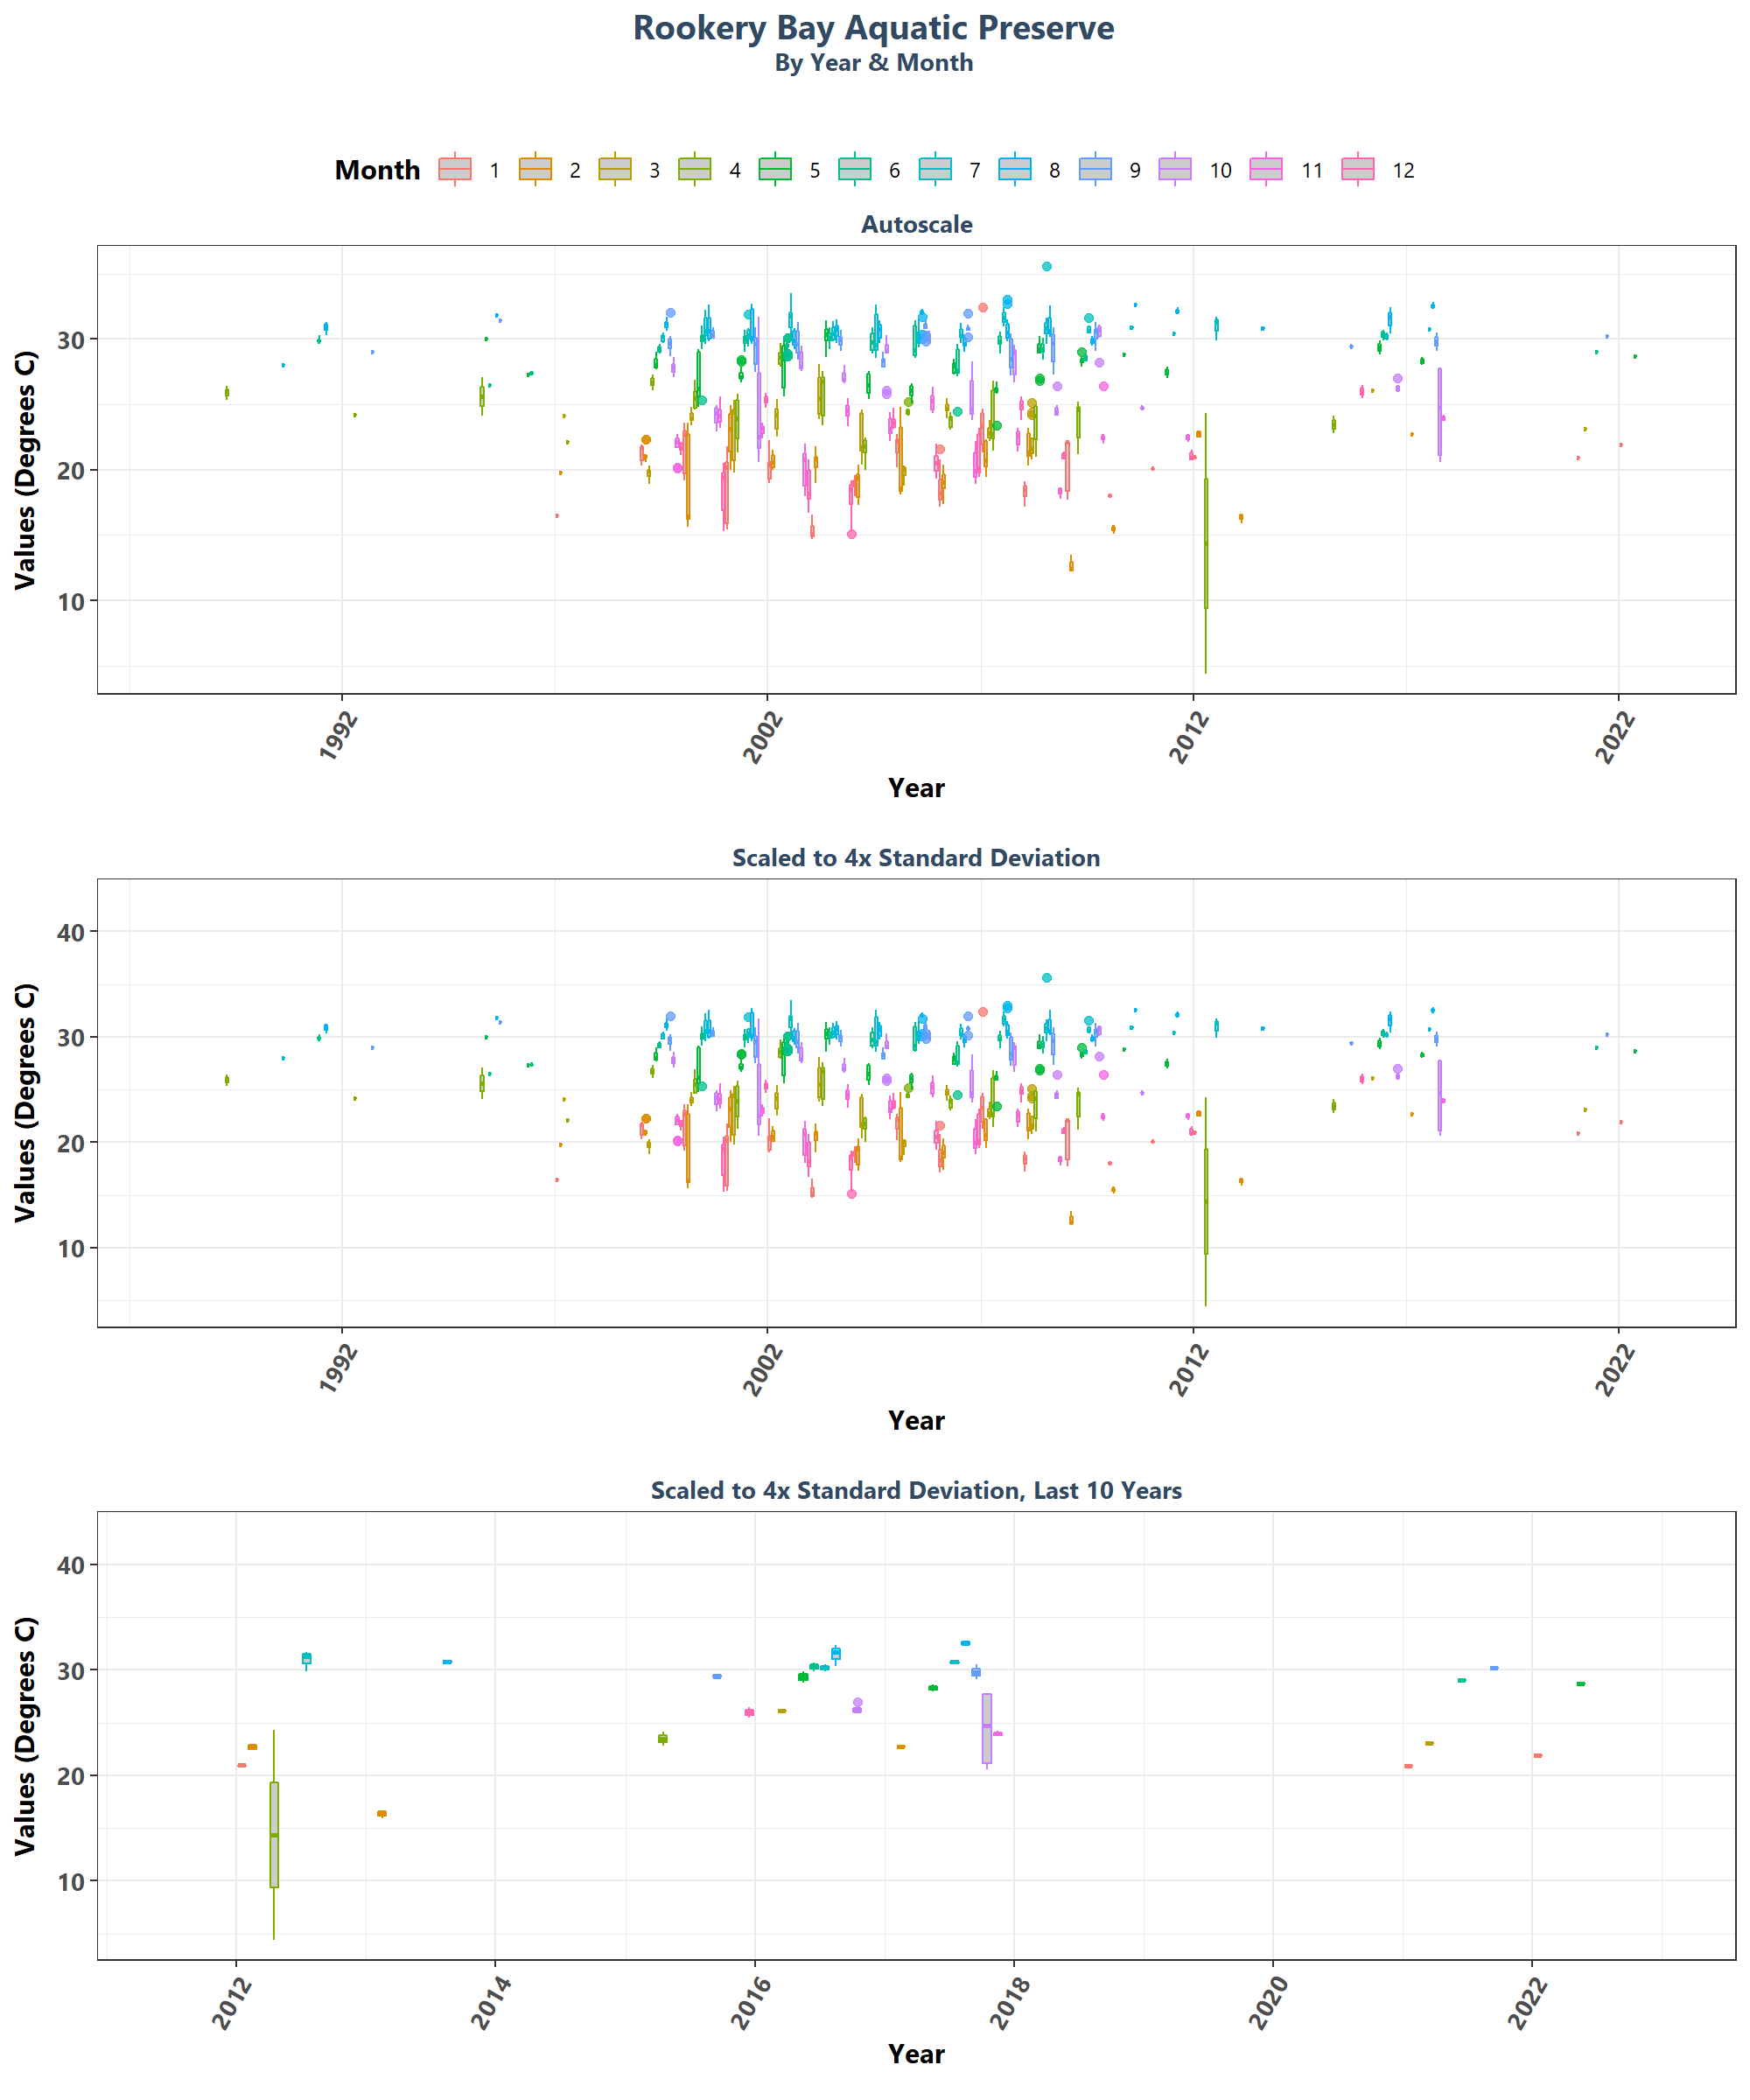 Rookery Bay Aquatic Preserve
By Year & Month
Month 1 2 3 4 5 6 7 8 9 10 11 12
Autoscale
Values (Degrees C)
30
20
10
1992 2002 2012 2022
Year
Scaled to 4x Standard Deviation
Values (Degrees C)
40
30
20
10
1992 2002 2012 2022
Year
Scaled to 4x Standard Deviation, Last 10 Years
Values (Degrees C)
40
30
20
10
2012 2014 2016 2018 2020 2022
Year